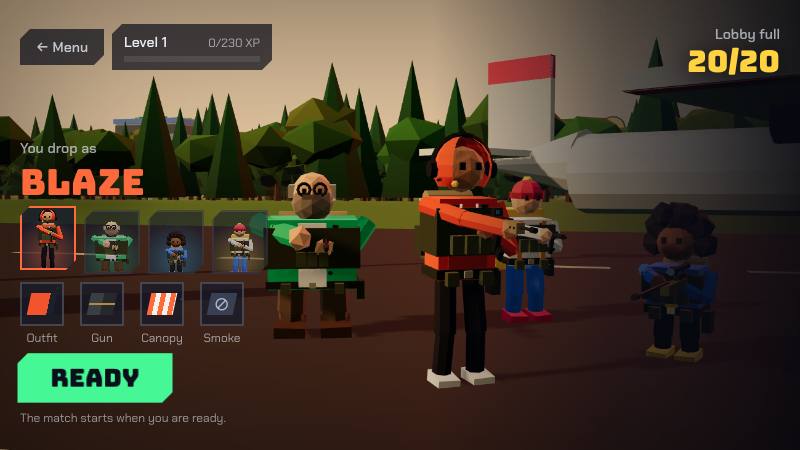 ← Menu
Level 1 0/230 XP
Lobby full
20/20
You drop as
BLAZE
Outfit Gun Canopy Smoke
READY
The match starts when you are ready.